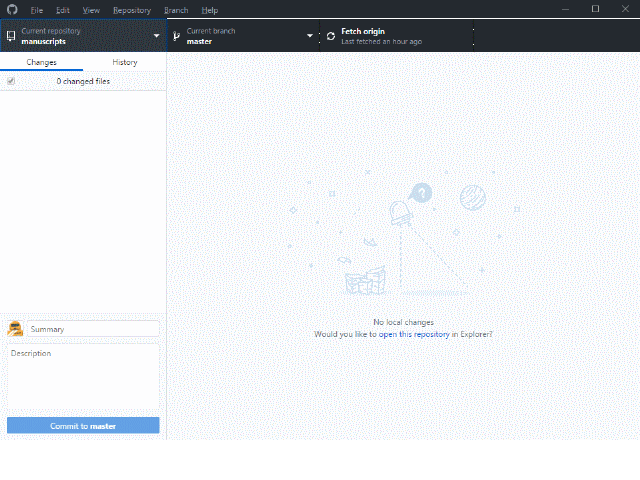 File Edit View Repository Branch Help
Current repository
manuscripts
Current branch
master
Fetch origin
Last fetched an hour ago
Changes History
0 changed files
?
No local changes
Would you like to open this repository in Explorer?
Summary
Description
Commit to master